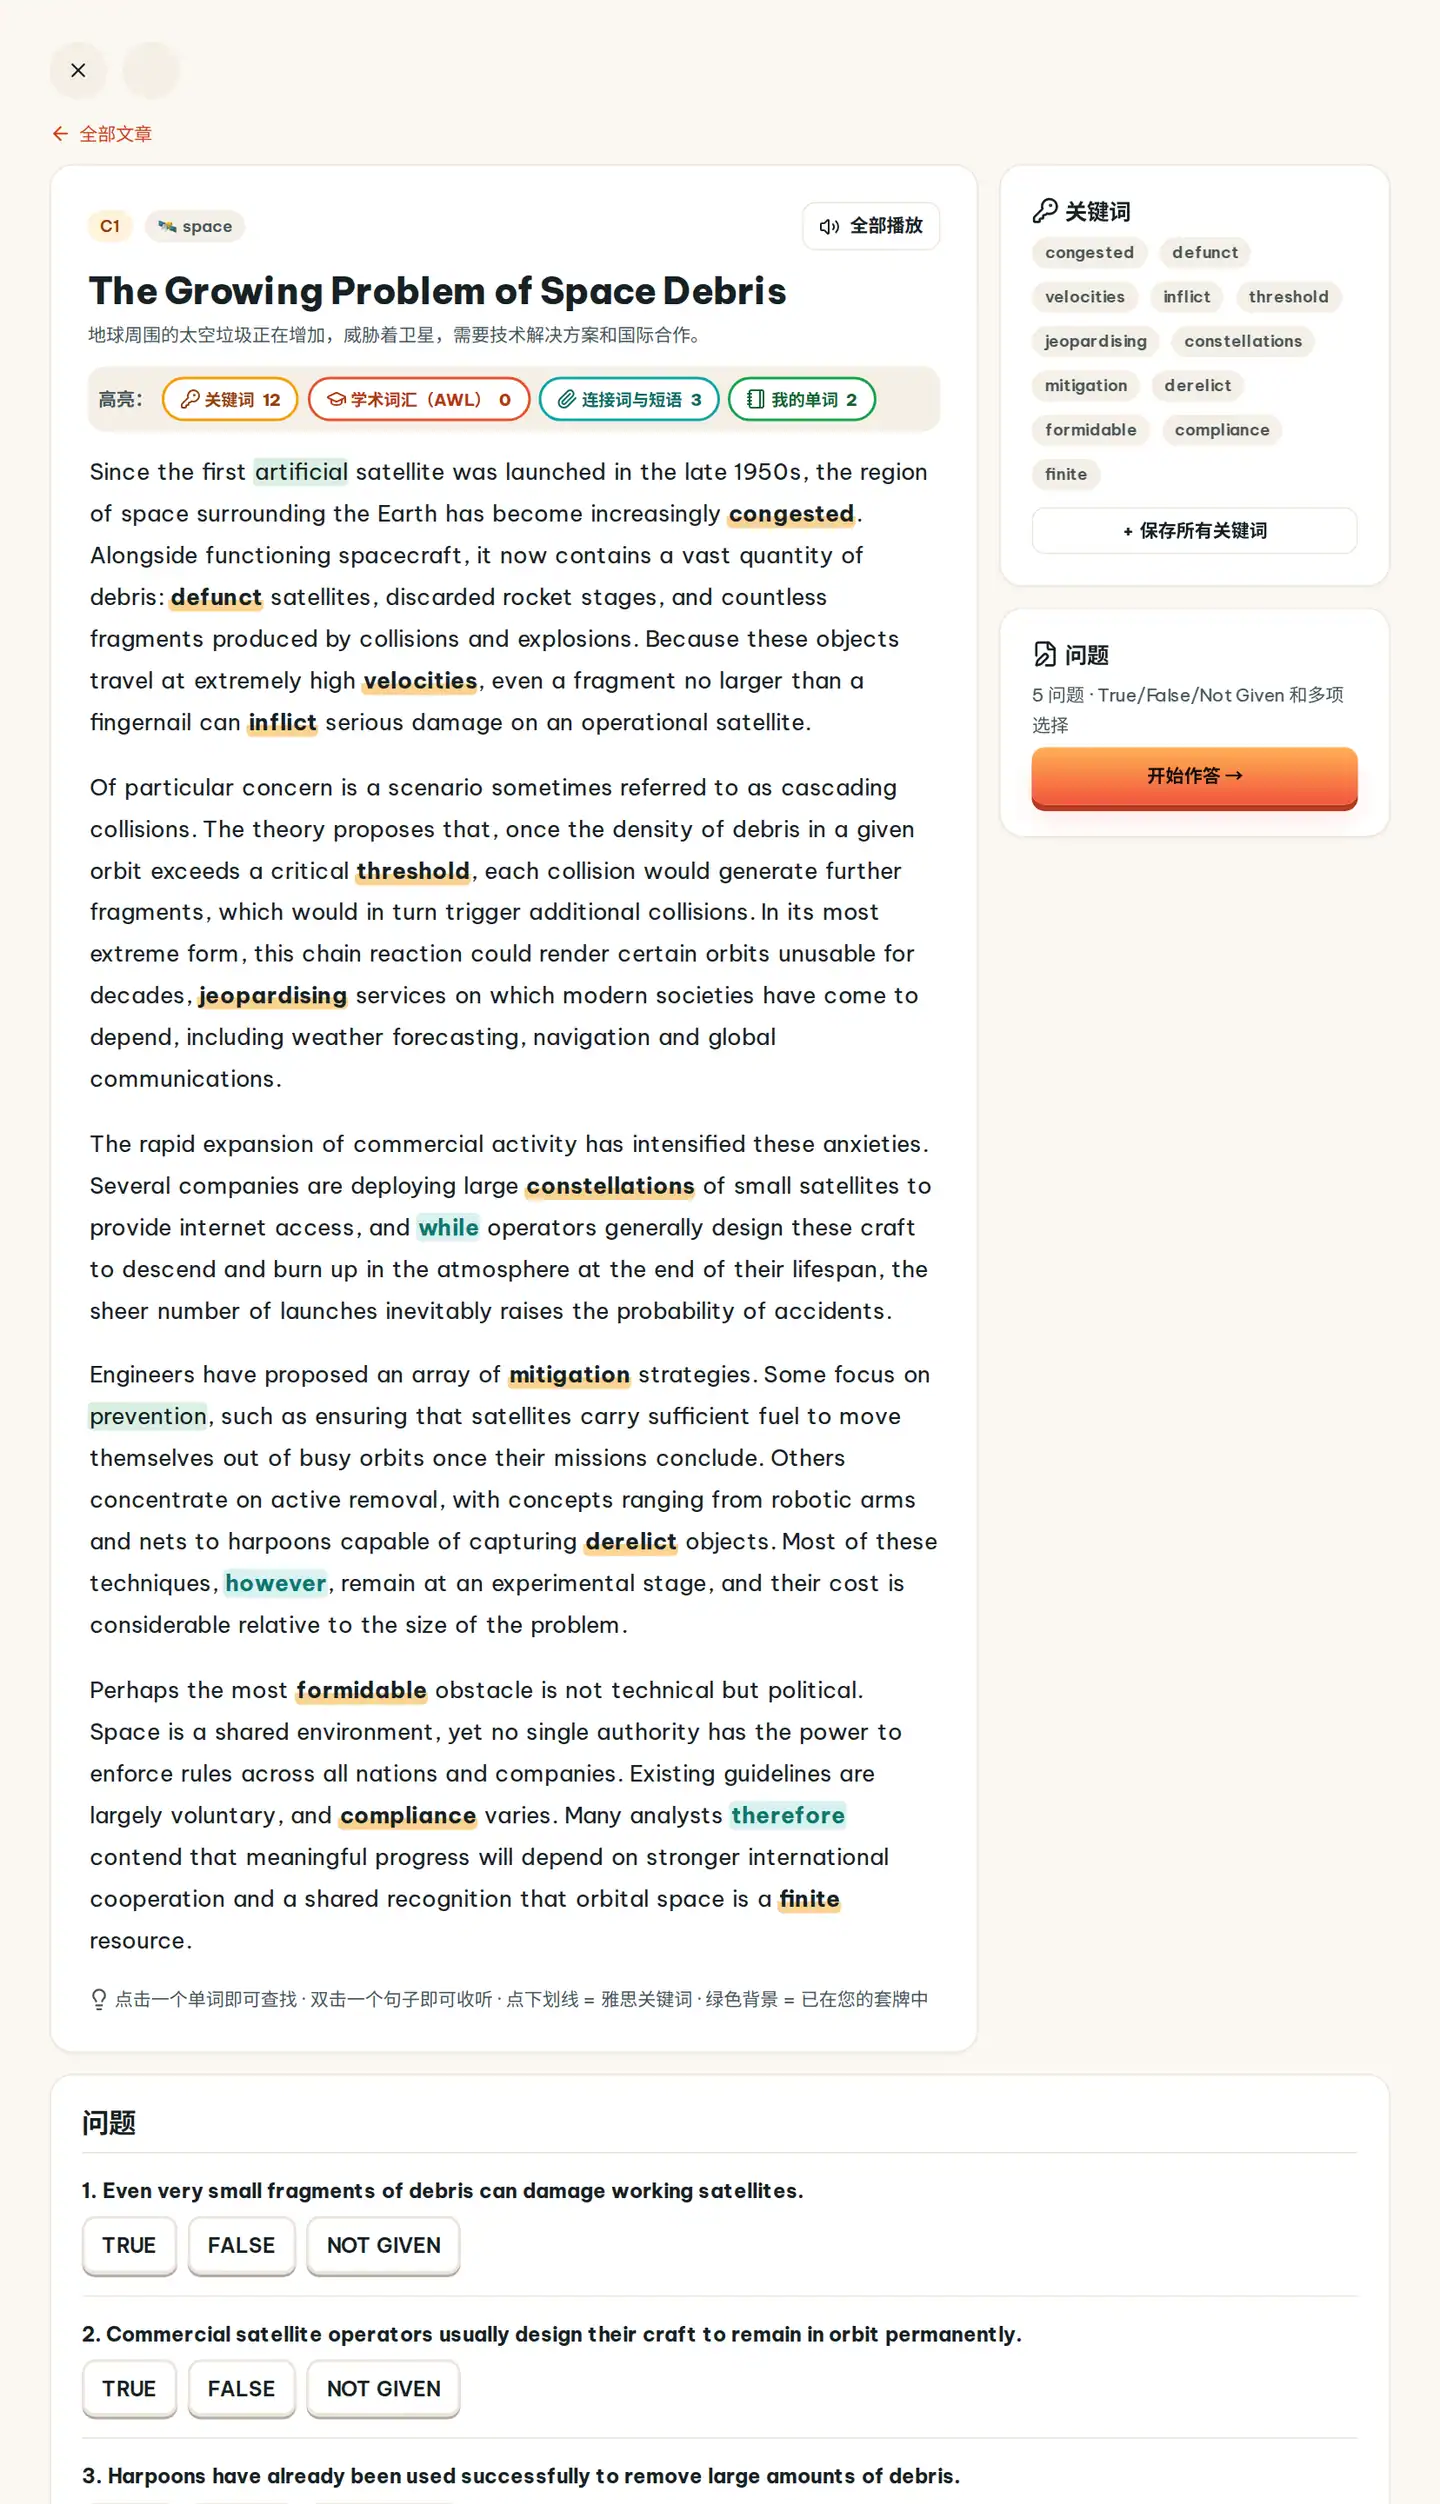 全部文章
C1
space
全部播放
The Growing Problem of Space Debris
地球周围的太空垃圾正在增加，威胁着卫星，需要技术解决方案和国际合作。
高亮：
关键词 12
学术词汇（AWL） 0
连接词与短语 3
我的单词 2
Since the first artificial satellite was launched in the late 1950s, the region
of space surrounding the Earth has become increasingly congested.
Alongside functioning spacecraft, it now contains a vast quantity of
debris: defunct satellites, discarded rocket stages, and countless
fragments produced by collisions and explosions. Because these objects
travel at extremely high velocities, even a fragment no larger than a
fingernail can inflict serious damage on an operational satellite.
Of particular concern is a scenario sometimes referred to as cascading
collisions. The theory proposes that, once the density of debris in a given
orbit exceeds a critical threshold, each collision would generate further
fragments, which would in turn trigger additional collisions. In its most
extreme form, this chain reaction could render certain orbits unusable for
decades, jeopardising services on which modern societies have come to
depend, including weather forecasting, navigation and global
communications.
The rapid expansion of commercial activity has intensified these anxieties.
Several companies are deploying large constellations of small satellites to
provide internet access, and while operators generally design these craft
to descend and burn up in the atmosphere at the end of their lifespan, the
sheer number of launches inevitably raises the probability of accidents.
Engineers have proposed an array of mitigation strategies. Some focus on
prevention, such as ensuring that satellites carry sufficient fuel to move
themselves out of busy orbits once their missions conclude. Others
concentrate on active removal, with concepts ranging from robotic arms
and nets to harpoons capable of capturing derelict objects. Most of these
techniques, however, remain at an experimental stage, and their cost is
considerable relative to the size of the problem.
Perhaps the most formidable obstacle is not technical but political.
Space is a shared environment, yet no single authority has the power to
enforce rules across all nations and companies. Existing guidelines are
largely voluntary, and compliance varies. Many analysts therefore
contend that meaningful progress will depend on stronger international
cooperation and a shared recognition that orbital space is a finite
resource.
点击一个单词即可查找 · 双击一个句子即可收听 · 点下划线 = 雅思关键词 · 绿色背景 = 已在您的套牌中
关键词
congested
defunct
velocities
inflict
threshold
jeopardising
constellations
mitigation
derelict
formidable
compliance
finite
+ 保存所有关键词
问题
5 问题 · True/False/Not Given 和多项
选择
开始作答 →
问题
1. Even very small fragments of debris can damage working satellites.
TRUE
FALSE
NOT GIVEN
2. Commercial satellite operators usually design their craft to remain in orbit permanently.
TRUE
FALSE
NOT GIVEN
3. Harpoons have already been used successfully to remove large amounts of debris.